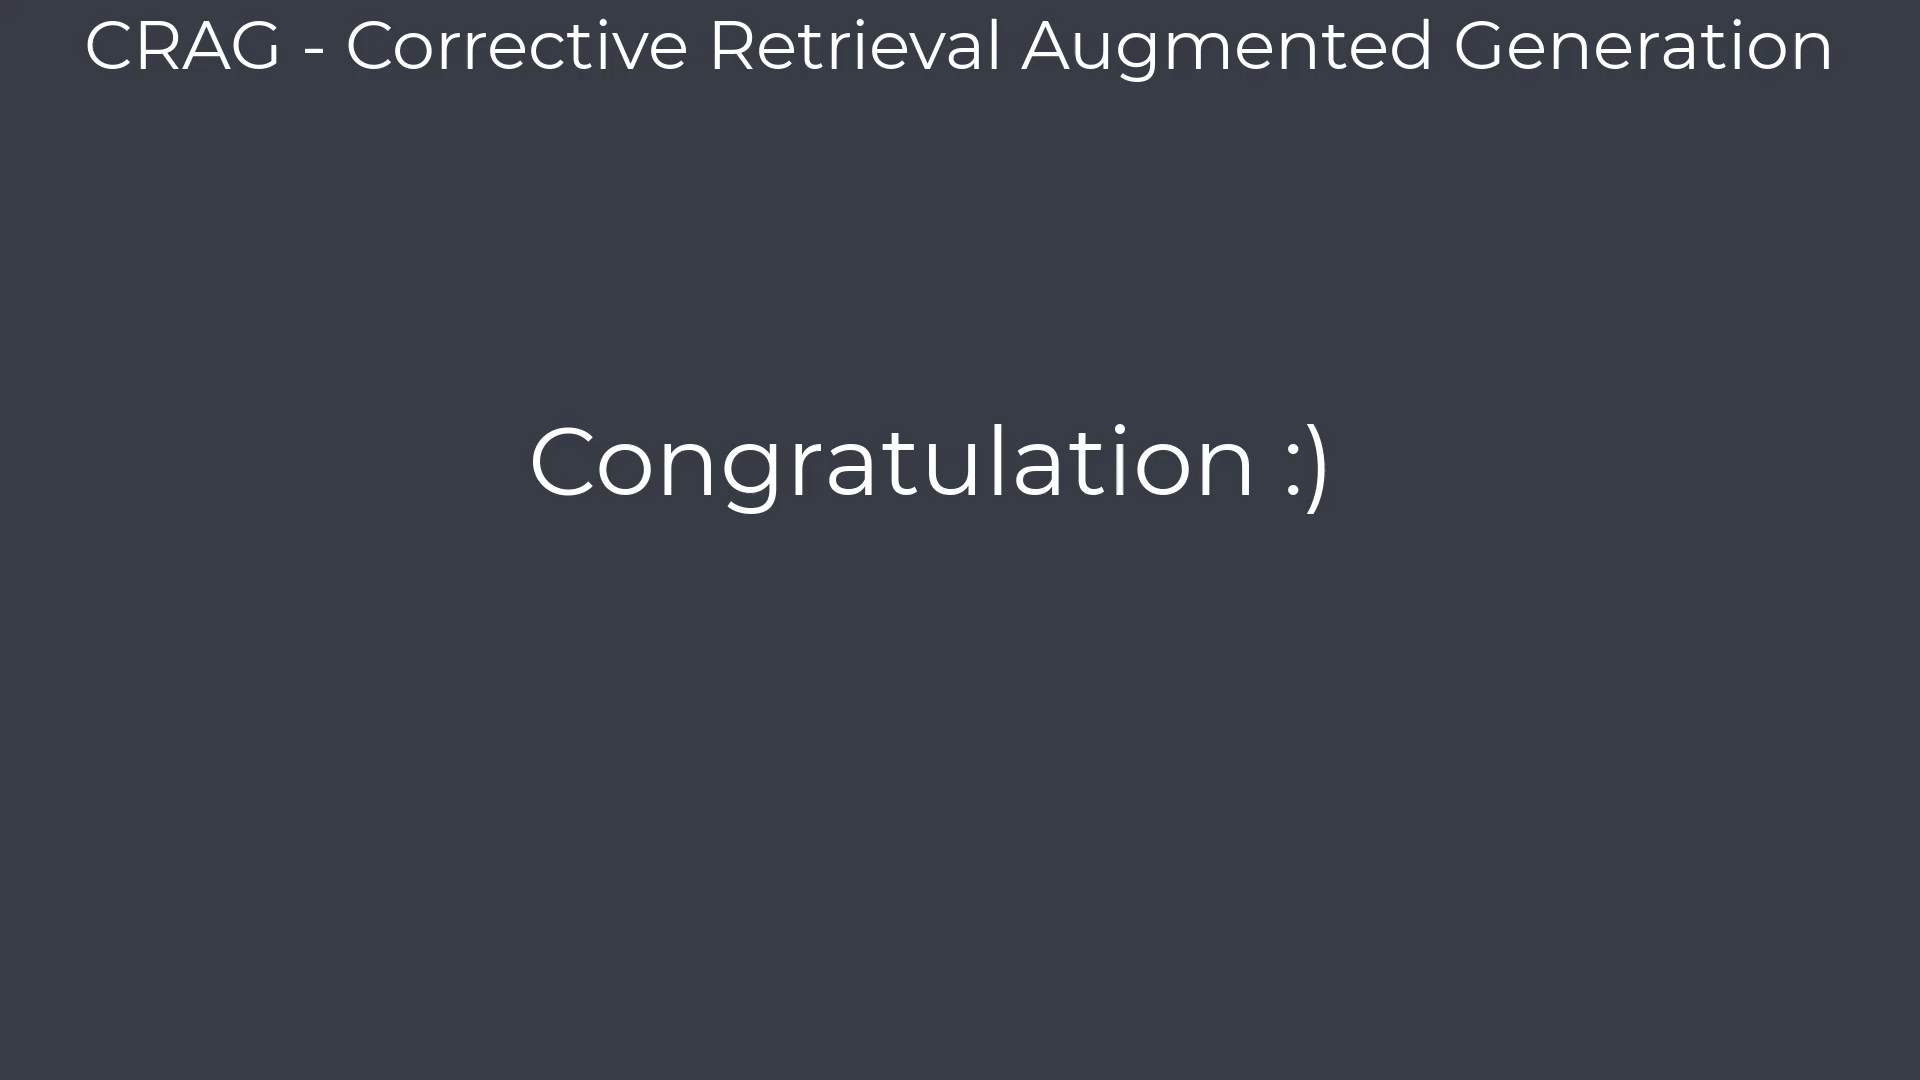 CRAG - Corrective Retrieval Augmented Generation
Congratulation :)